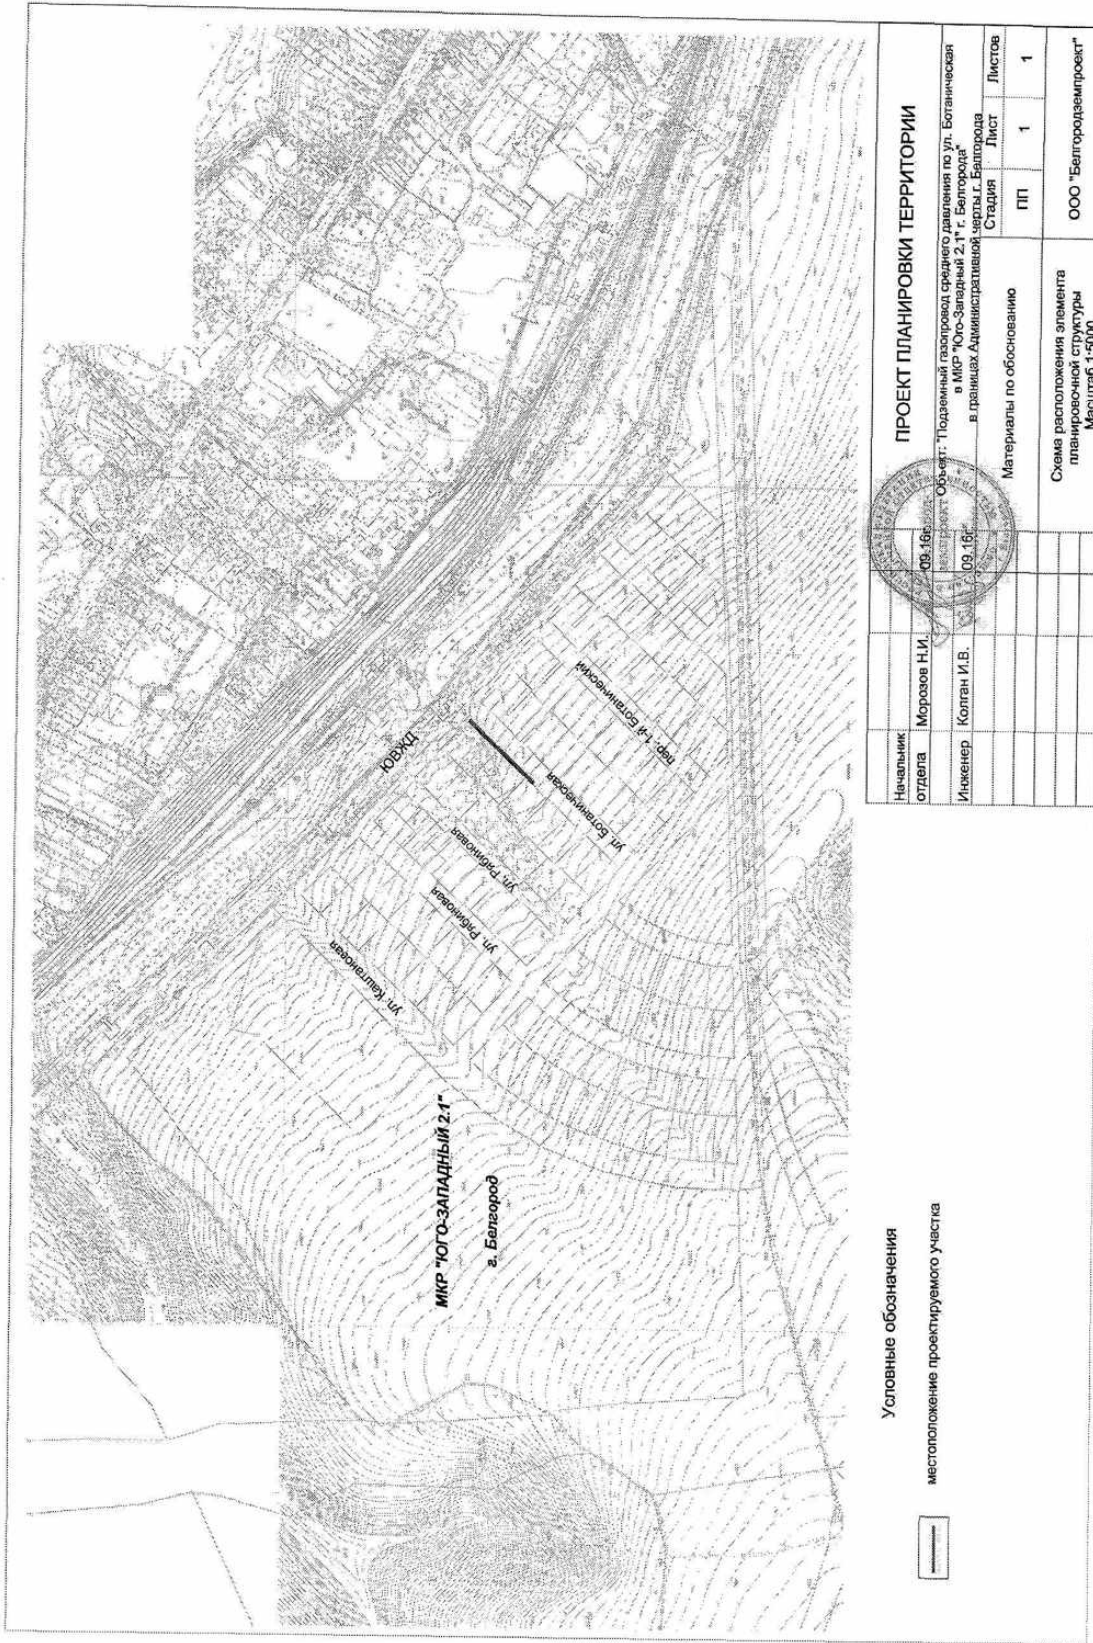 ЮВЖД
ул. Каштановая
ул. Рябиновая
ул. Рябиновая
ул. Ботаническая
пер. 1-й Ботанический
МКР "ЮГО-ЗАПАДНЫЙ 2.1"
г. Белгород
Условные обозначения
местоположение проектируемого участка
ПРОЕКТ ПЛАНИРОВКИ ТЕРРИТОРИИ
Начальник
отдела
Морозов Н.И.
09.16г.
Инженер
Колган И.В.
09.16г.
Объект: "Подземный газопровод среднего давления по ул. Ботаническая
в МКР "Юго-Западный 2.1" г. Белгорода"
в границах Административной черты г. Белгорода
Материалы по обоснованию
Стадия
Лист
Листов
ПП
1
1
Схема расположения элемента
планировочной структуры
Масштаб 1:5000
ООО "Белгородземпроект"